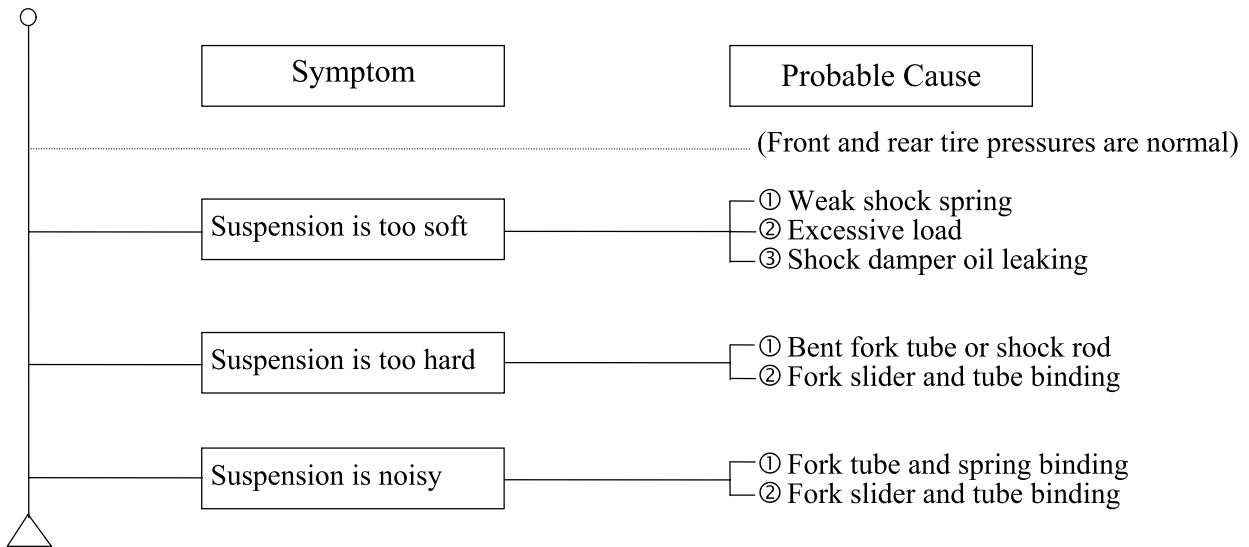 Symptom
Probable Cause
(Front and rear tire pressures are normal)
Suspension is too soft
① Weak shock spring
② Excessive load
③ Shock damper oil leaking
Suspension is too hard
① Bent fork tube or shock rod
② Fork slider and tube binding
Suspension is noisy
① Fork tube and spring binding
② Fork slider and tube binding